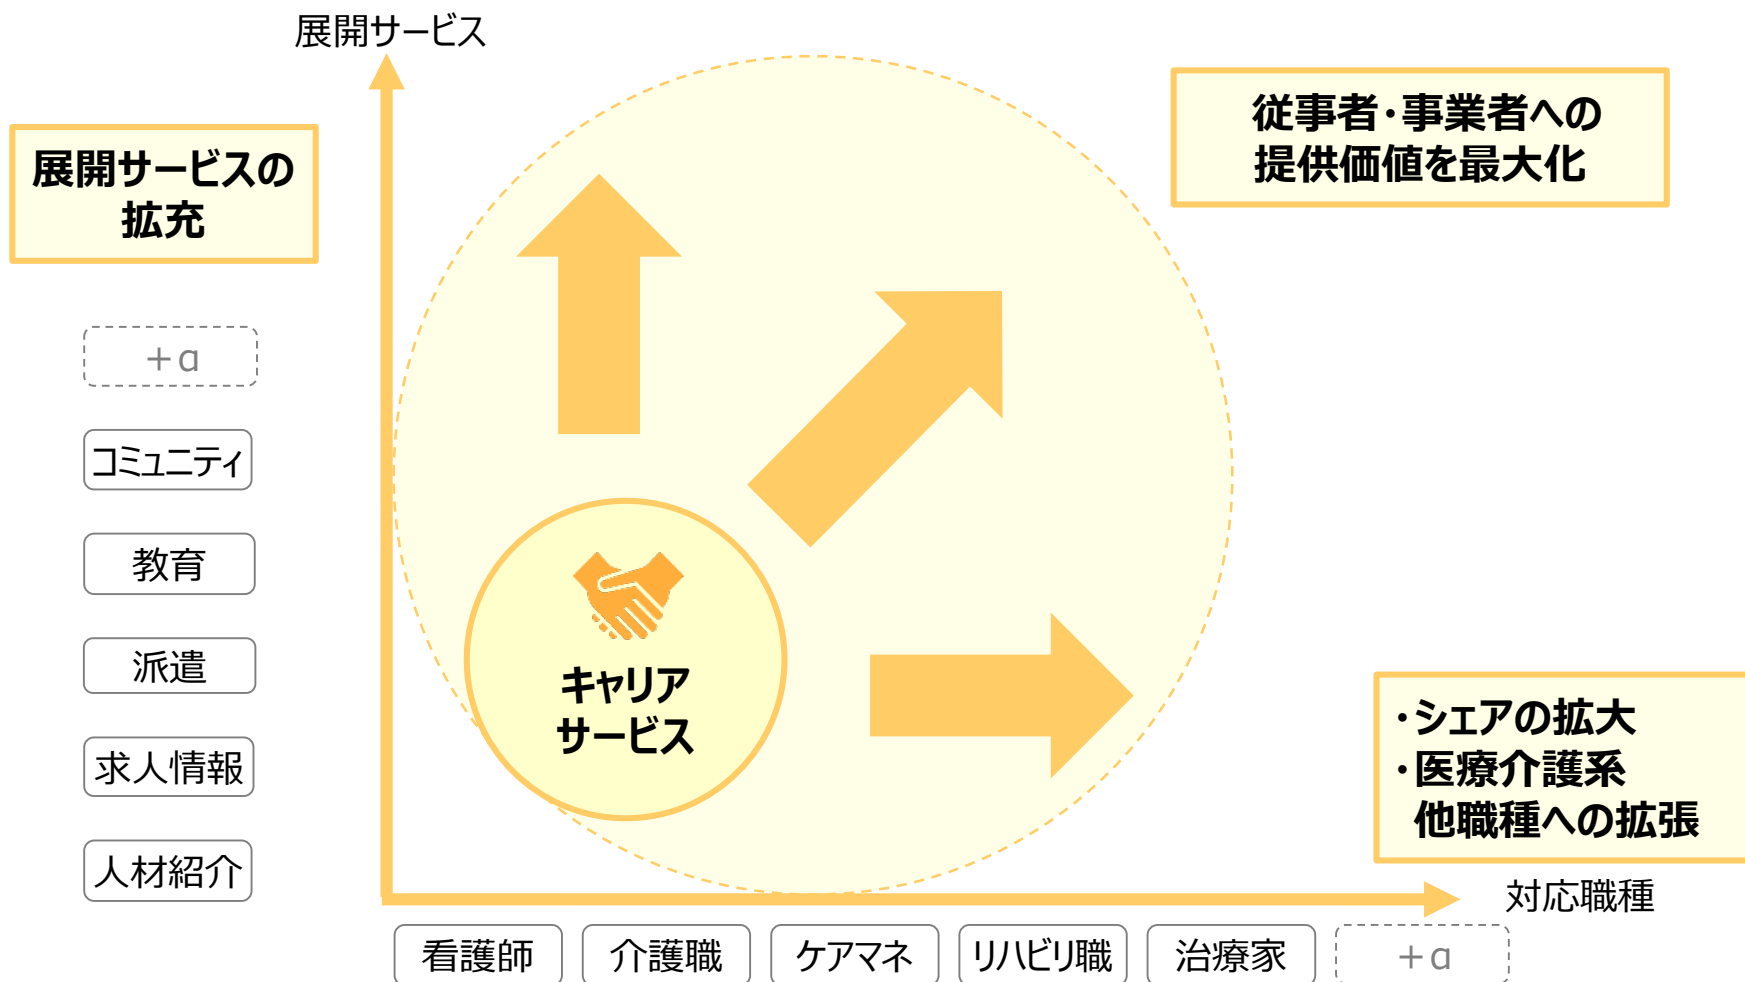 展開サービス
従事者・事業者への
提供価値を最大化
展開サービスの
拡充
+α
コミュニティ
教育
派遣
求人情報
人材紹介
キャリア
サービス
・シェアの拡大
・医療介護系
他職種への拡張
対応職種
看護師
介護職
ケアマネ
リハビリ職
治療家
+α